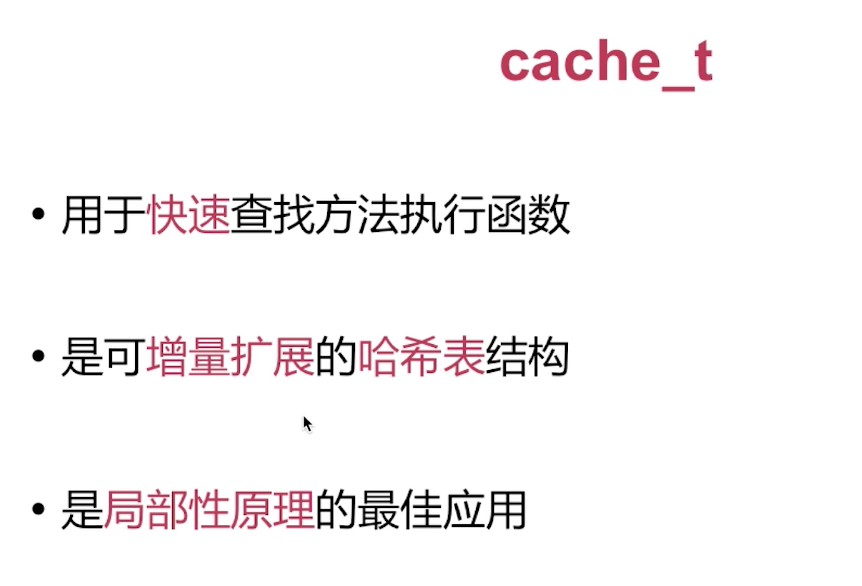 cache_t
• 用于快速查找方法执行函数
• 是可增量扩展的哈希表结构
• 是局部性原理的最佳应用